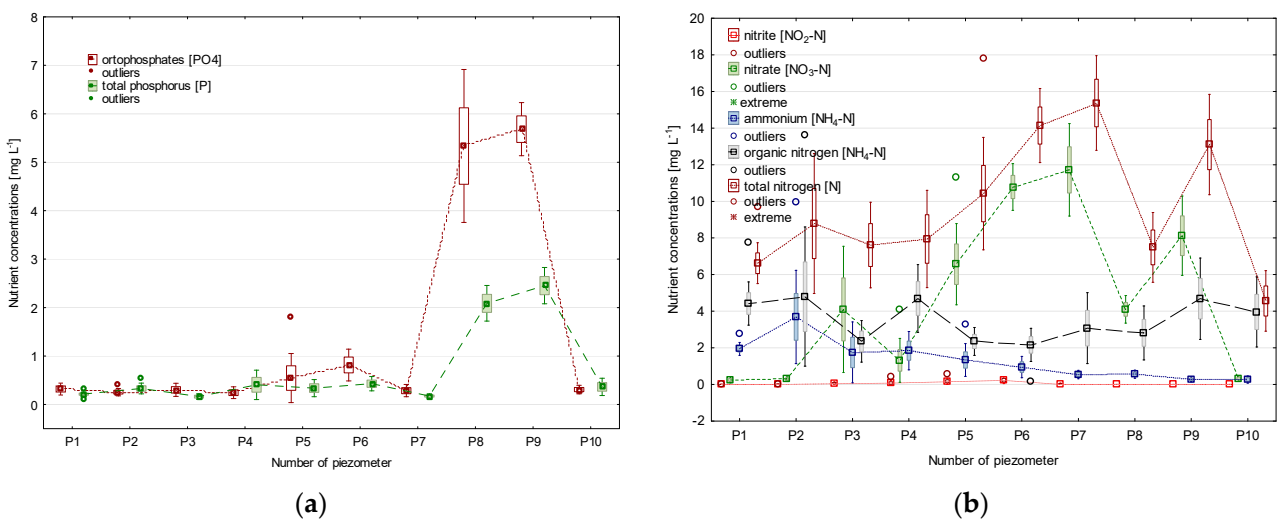 8
7
6
5
4
3
2
1
0
Nutrient concentrations [mg L-1]
ortophosphates [PO4]
outliers
total phosphorus [P]
outliers
P1 P2 P3 P4 P5 P6 P7 P8 P9 P10
Number of piezometer
(a)
20
18
16
14
12
10
8
6
4
2
0
-2
Nutrient concentrations [mg L-1]
nitrite [NO2-N]
outliers
nitrate [NO3-N]
outliers
extreme
ammonium [NH4-N]
outliers
organic nitrogen [NH4-N]
outliers
total nitrogen [N]
outliers
extreme
P1 P2 P3 P4 P5 P6 P7 P8 P9 P10
Number of piezometer
(b)